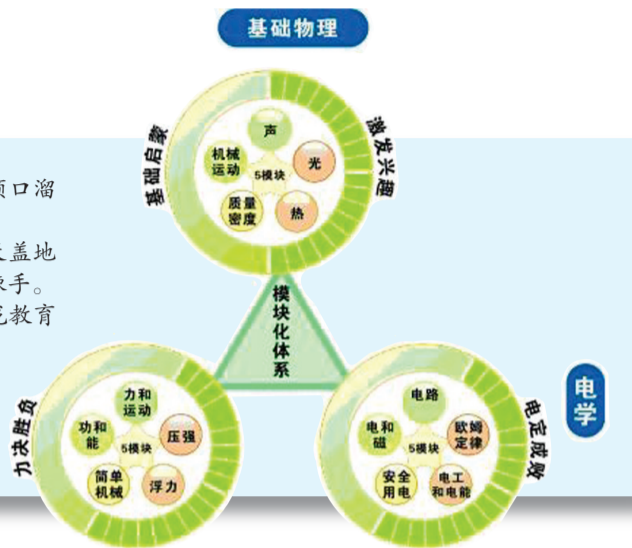 基础物理
基础启蒙
激发兴趣
声
机械
运动
光
5模块
质量
密度
热
口溜
盖地
手。
教育
模块化体系
力决胜负
力和
运动
功和
能
压强
5模块
简单
机械
浮力
电学
电定成败
电路
电和
磁
欧姆
定律
5模块
安全
用电
电工
和电能